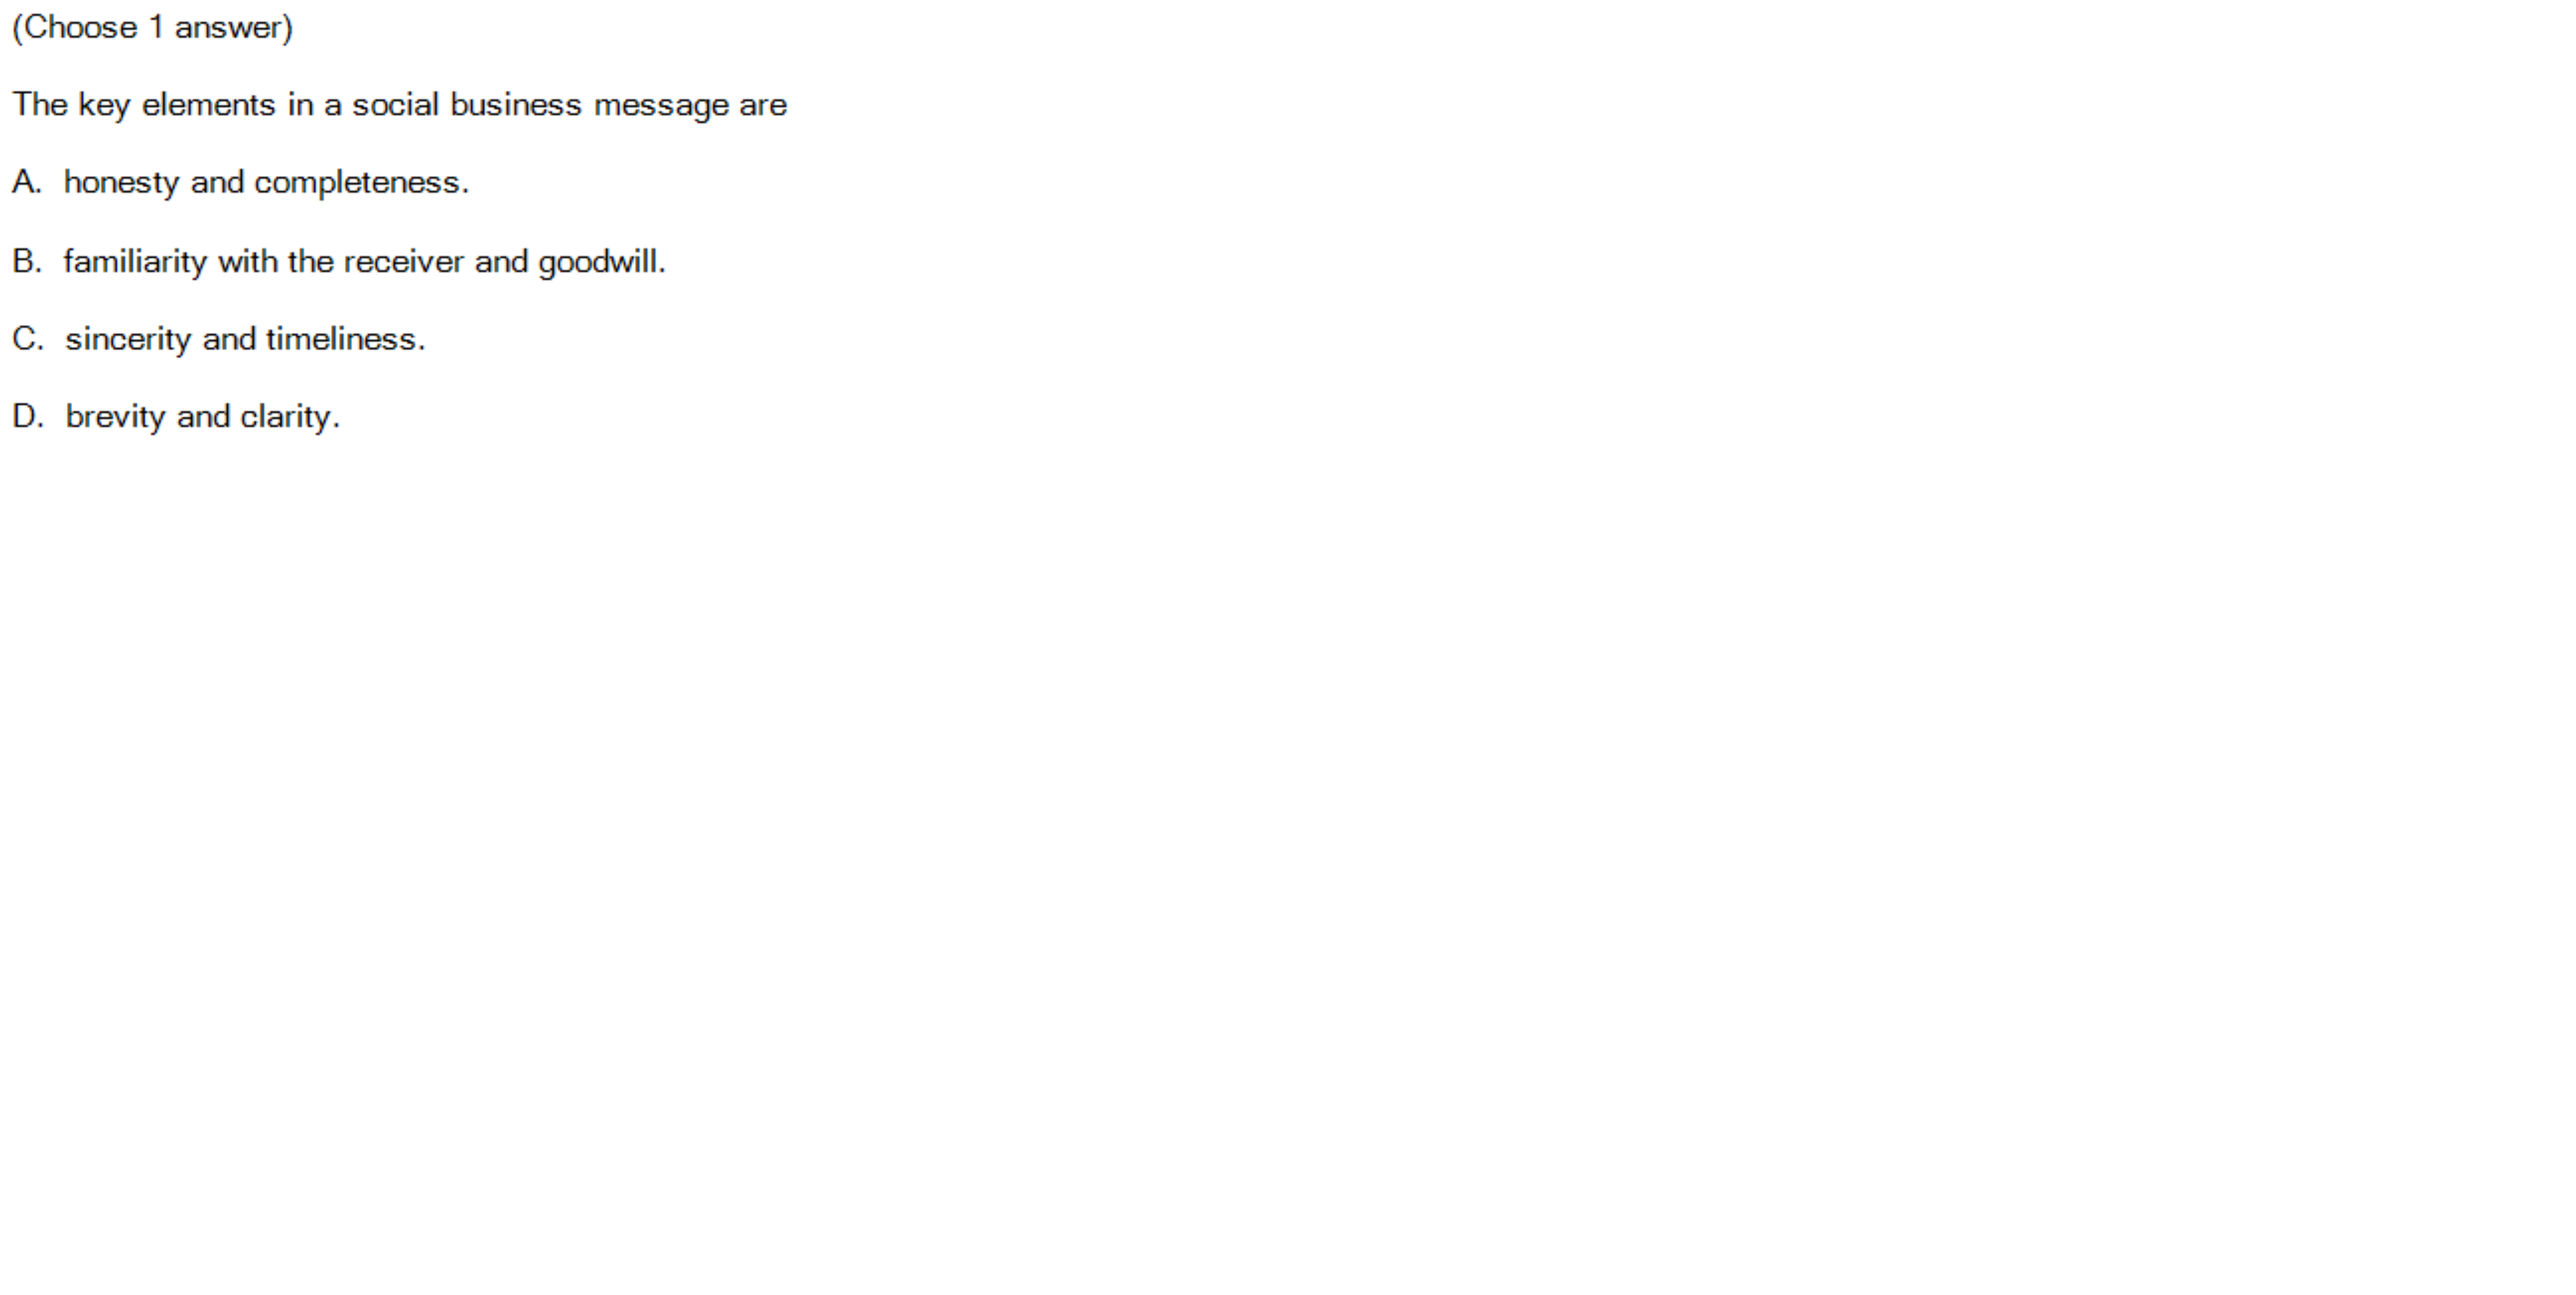 (Choose 1 answer)
The key elements in a social business message are
A. honesty and completeness.
B. familiarity with the receiver and goodwill.
C. sincerity and timeliness.
D. brevity and clarity.